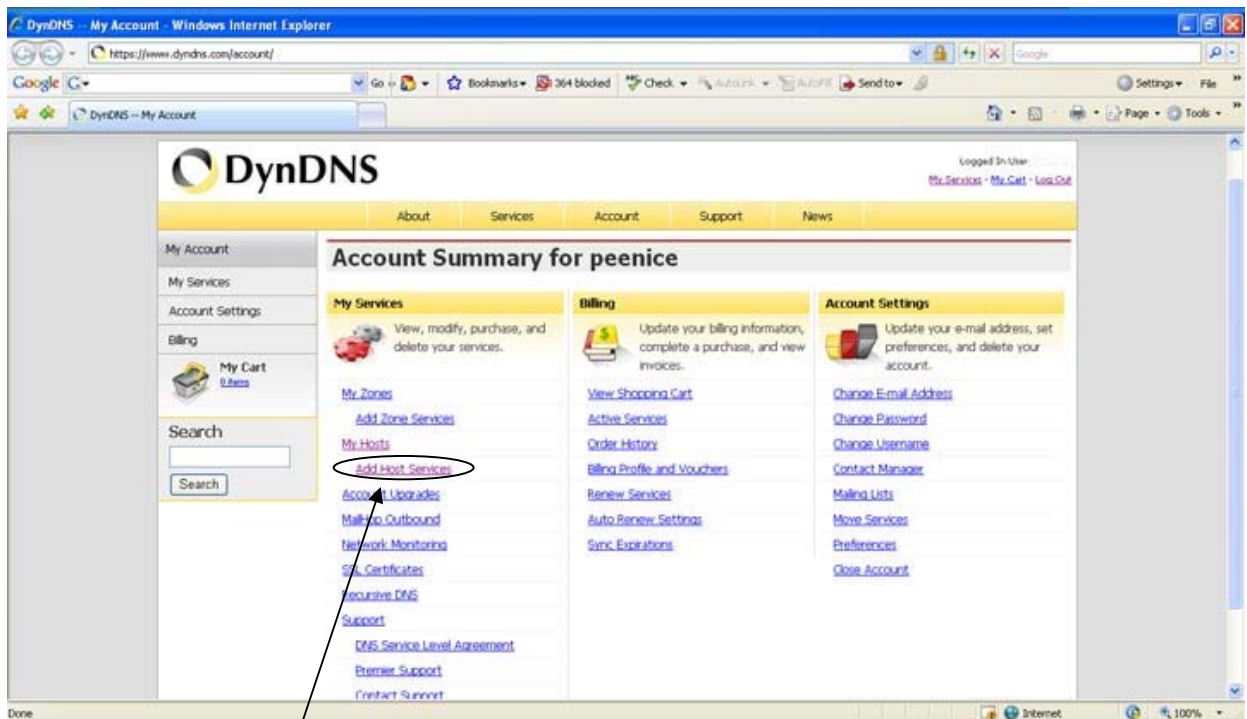 DynDNS -- My Account - Windows Internet Explorer
https://www.dyndns.com/account/
Google
Google G Go Bookmarks 364 blocked Check AutoLink AutoFill Send to Settings File
DynDNS -- My Account
Page Tools
DynDNS
Logged In User:
My Services - My Cart - Log Out
About Services Account Support News
My Account
My Services
Account Settings
Billing
My Cart
0 items
Search
Search
Account Summary for peenice
My Services
View, modify, purchase, and
delete your services.
My Zones
Add Zone Services
My Hosts
Add Host Services
Account Upgrades
MailHop Outbound
Network Monitoring
SSL Certificates
Recursive DNS
Support
DNS Service Level Agreement
Premier Support
Contact Support
Billing
Update your billing information,
complete a purchase, and view
invoices.
View Shopping Cart
Active Services
Order History
Billing Profile and Vouchers
Renew Services
Auto Renew Settings
Sync Expirations
Account Settings
Update your e-mail address, set
preferences, and delete your
account.
Change E-mail Address
Change Password
Change Username
Contact Manager
Mailing Lists
Move Services
Preferences
Close Account
Done
Internet
100%